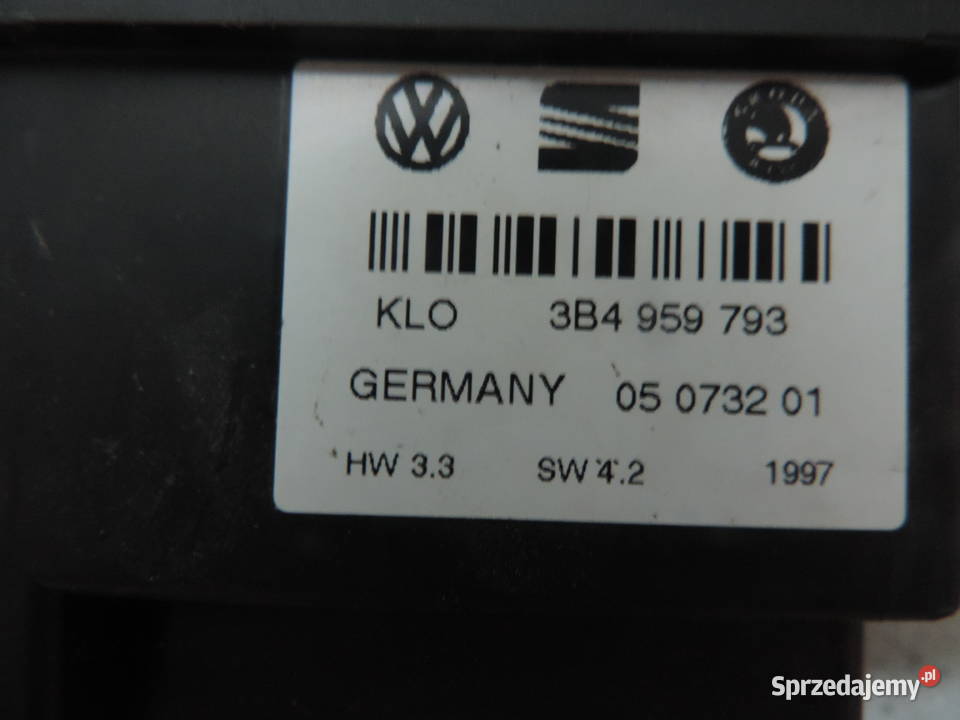 KLO 3B4 959 793
GERMANY 05 0732 01
HW 3.3 SW 4.2 1997
Sprzedajemy.pl